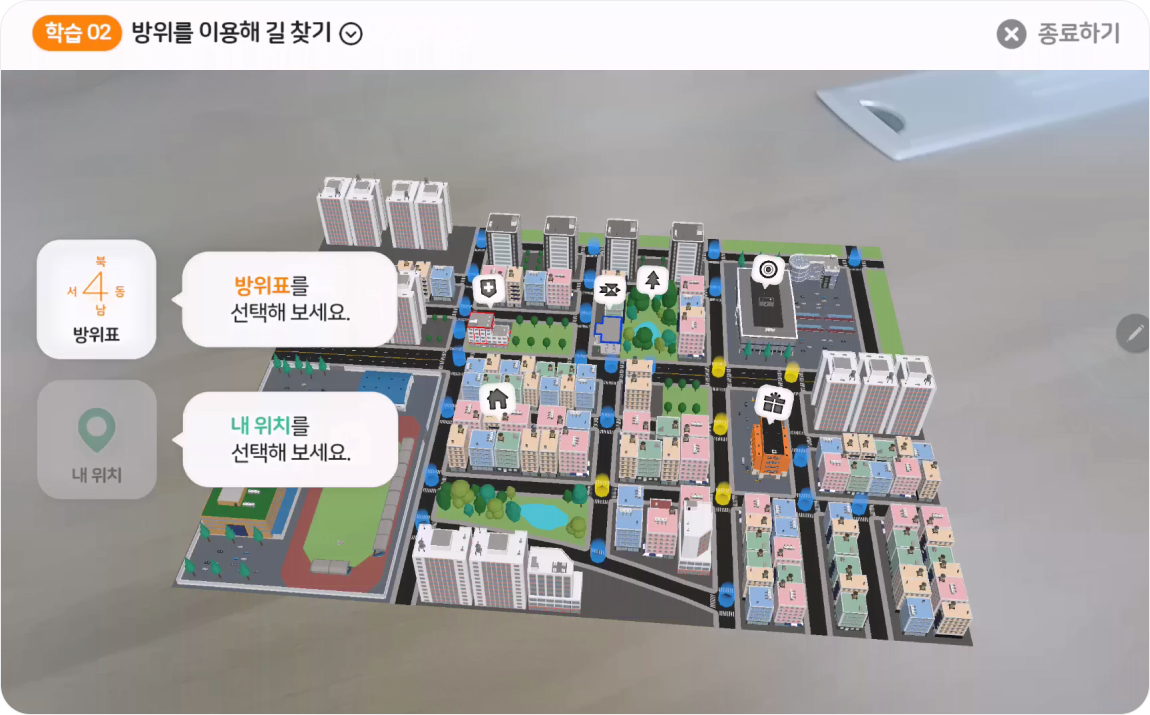 학습 02 방위를 이용해 길 찾기
종료하기
북
서 4 동
남
방위표
방위표를
선택해 보세요.
내 위치
내 위치를
선택해 보세요.